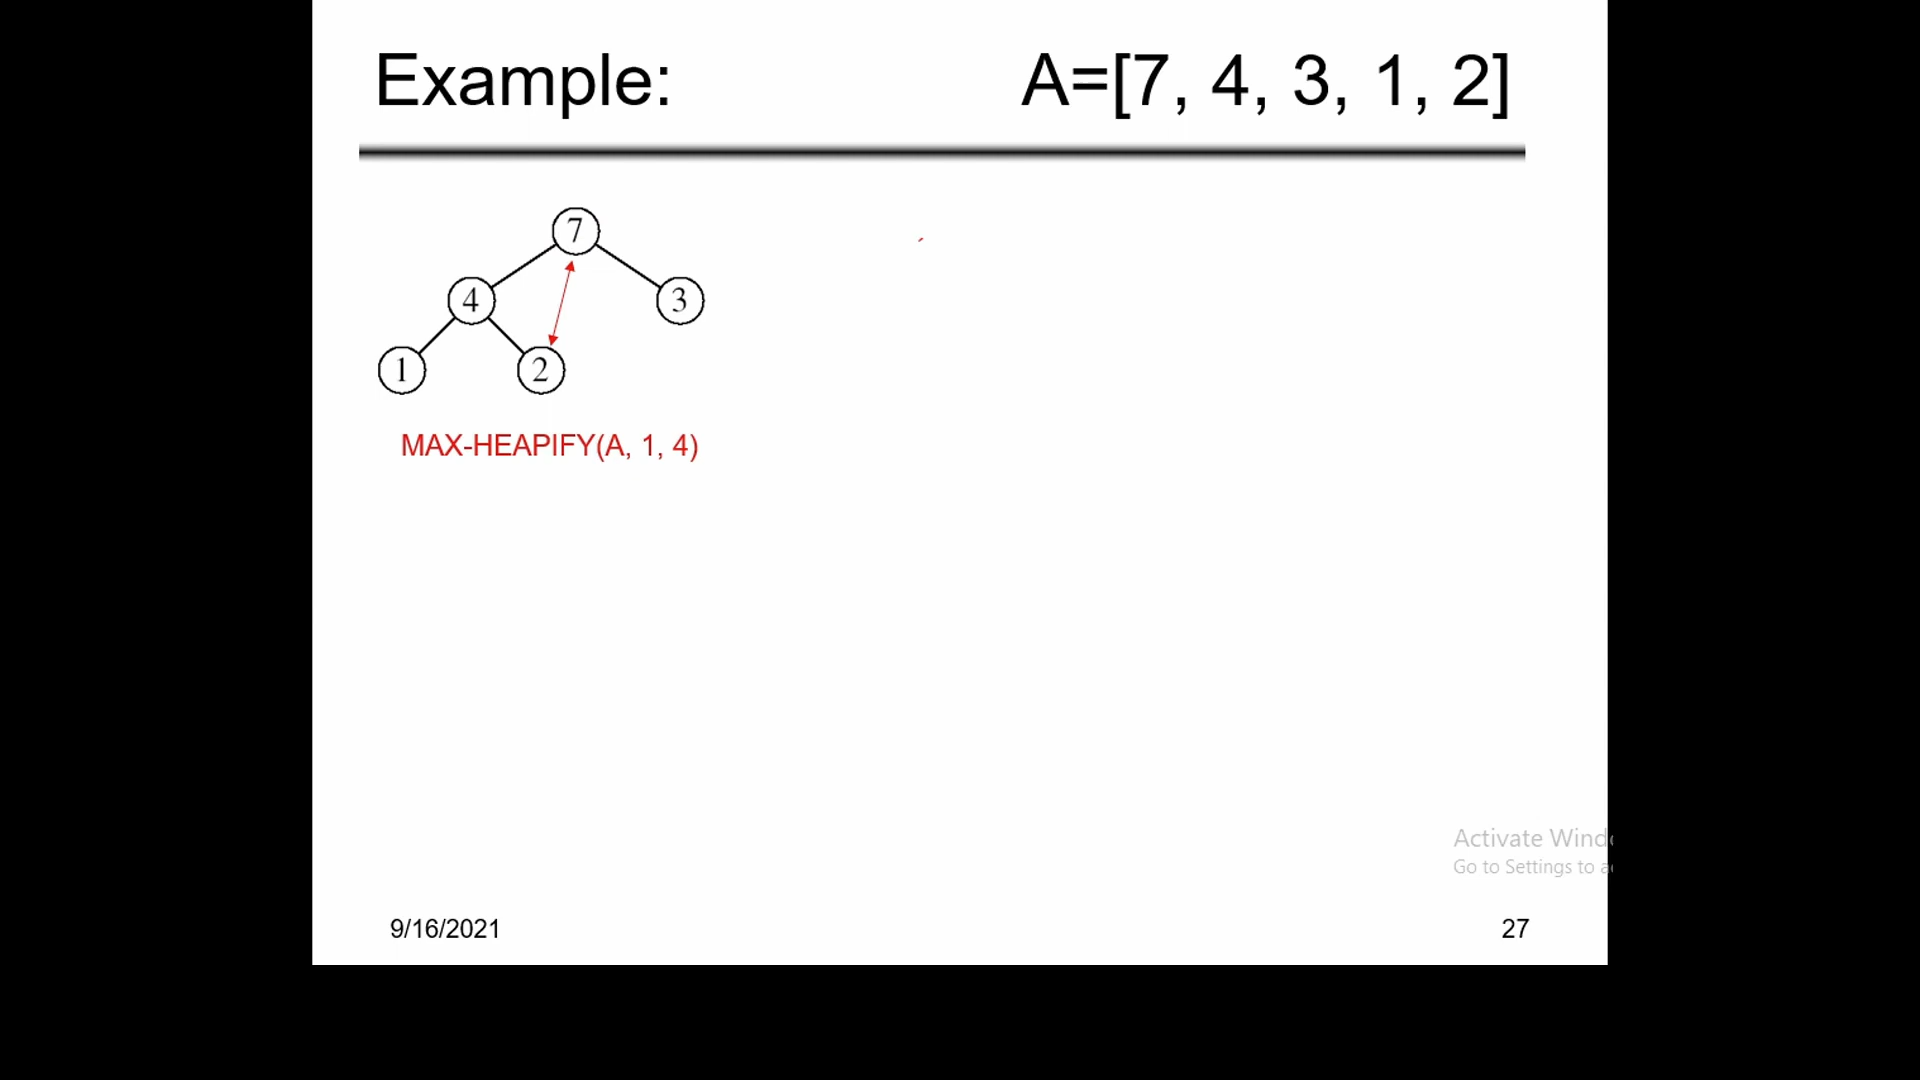 Example: A=[7, 4, 3, 1, 2]
7
4 3
1 2
MAX-HEAPIFY(A, 1, 4)
Activate Wind
Go to Settings to a
9/16/2021 27